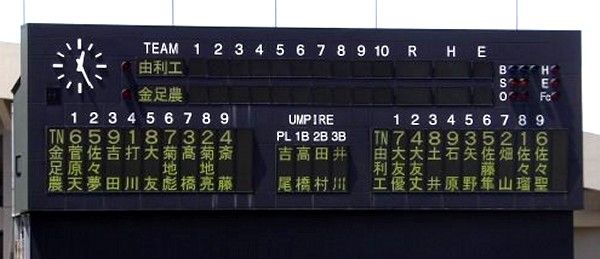 TEAM 1 2 3 4 5 6 7 8 9 10 R H E
由利工
金足農
B H
S E
O Fc
1 2 3 4 5 6 7 8 9
TN 6 5 9 1 8 7 3 2 4
金足農
菅原天
佐々夢
吉田
打川
大友
菊地彪
髙橋
菊地亮
斎藤
UMPIRE
PL 1B 2B 3B
吉尾
高橋
田村
井川
1 2 3 4 5 6 7 8 9
TN 7 4 8 9 3 5 2 1 6
由利工
大友優
大友丈
土井
石原
矢野
佐藤隼
畑山
佐々瑠
佐々聖